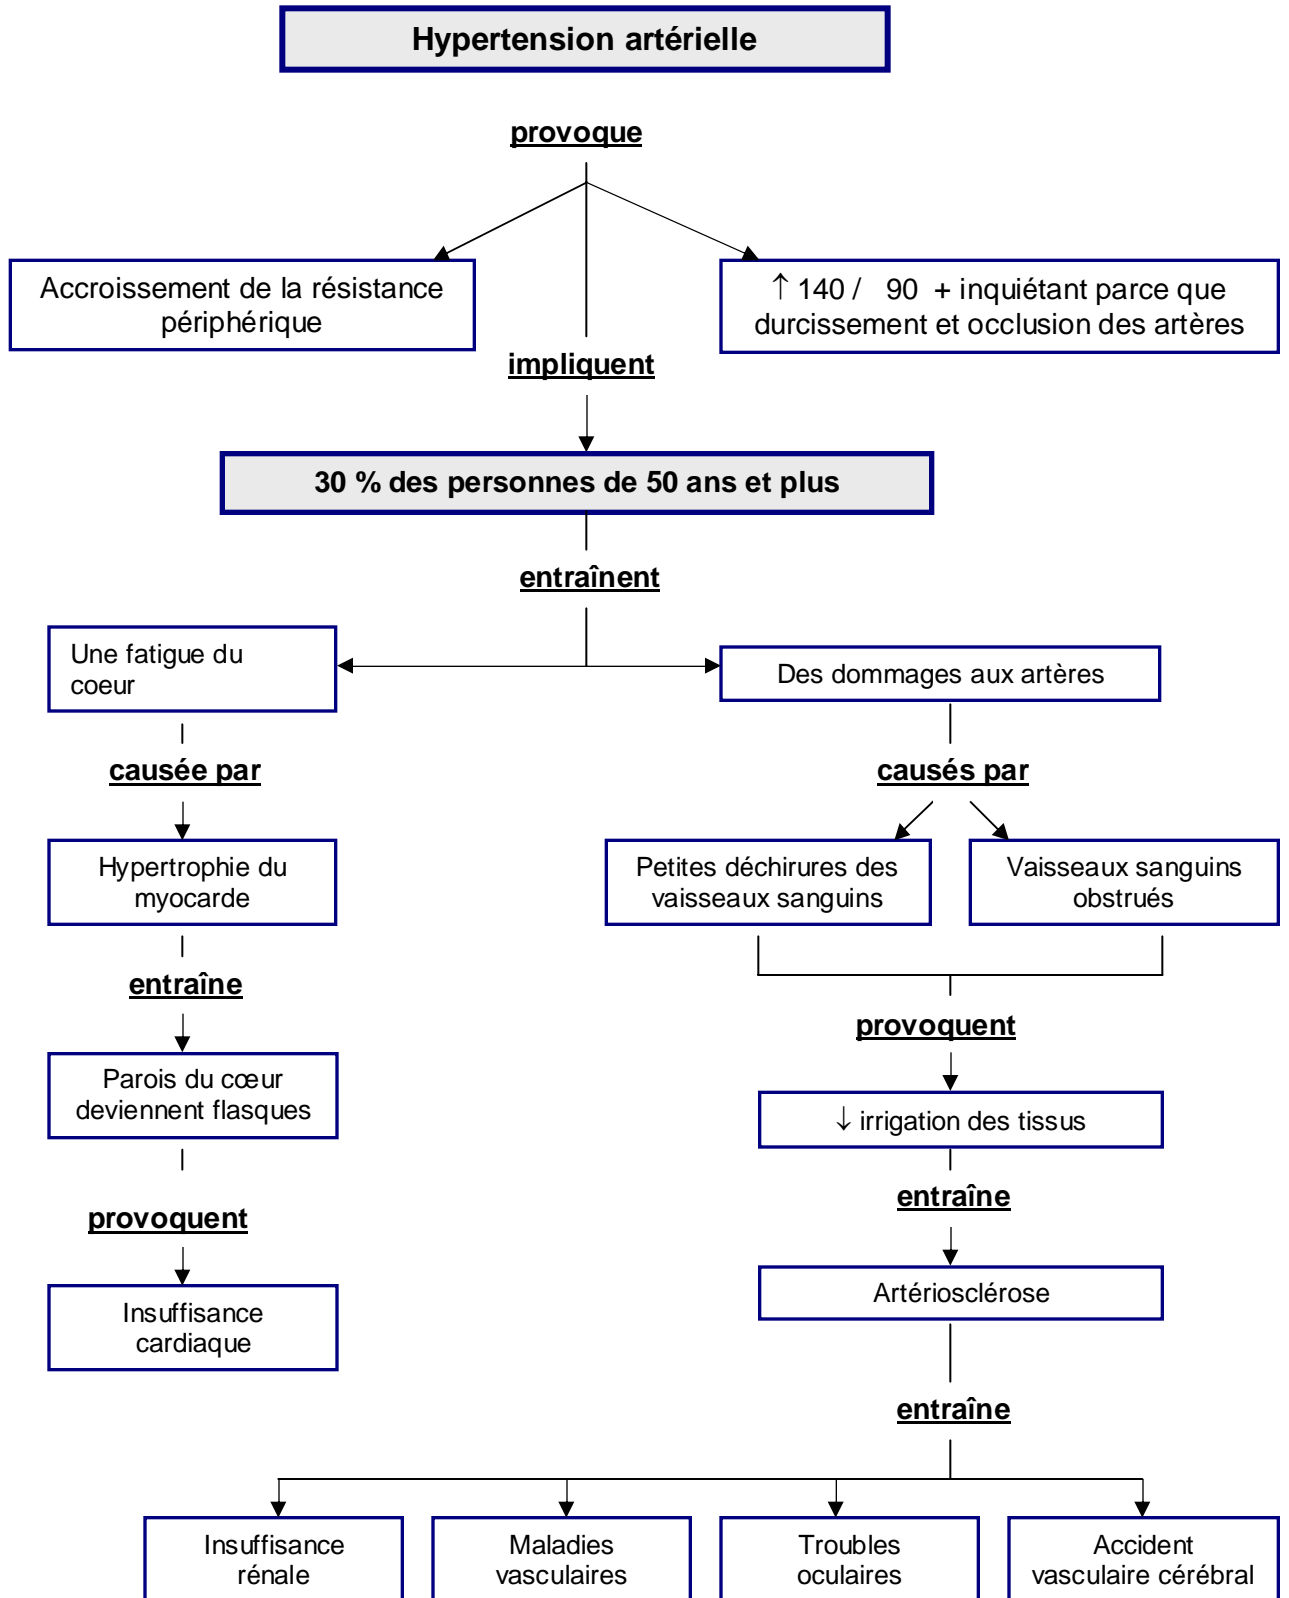 Hypertension artérielle
provoque
Accroissement de la résistance
périphérique
↑ 140 / 90 + inquiétant parce que
durcissement et occlusion des artères
impliquent
30 % des personnes de 50 ans et plus
entraînent
Une fatigue du
coeur
Des dommages aux artères
causée par
causés par
Hypertrophie du
myocarde
Petites déchirures des
vaisseaux sanguins
Vaisseaux sanguins
obstrués
entraîne
provoquent
Parois du cœur
deviennent flasques
↓ irrigation des tissus
provoquent
entraîne
Insuffisance
cardiaque
Artériosclérose
entraîne
Insuffisance
rénale
Maladies
vasculaires
Troubles
oculaires
Accident
vasculaire cérébral